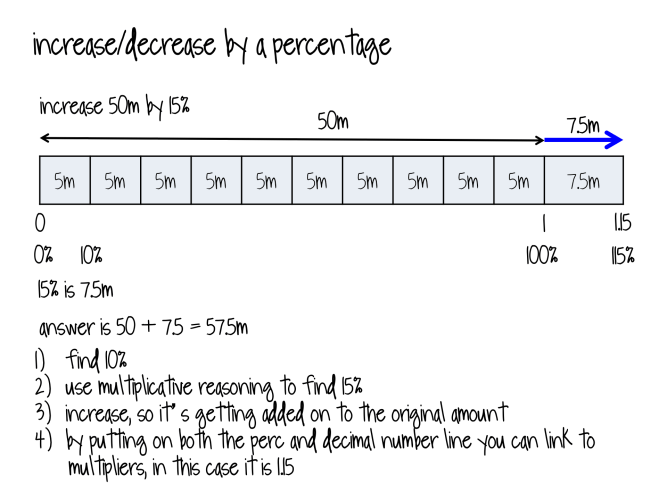 increase/decrease by a percentage
increase 50m by 15%
50m 7.5m
5m 5m 5m 5m 5m 5m 5m 5m 5m 5m 7.5m
0 1 1.15
0% 10% 100% 115%
15% is 7.5m
answer is 50 + 7.5 = 57.5m
1) find 10%
2) use multiplicative reasoning to find 15%
3) increase, so it's getting added on to the original amount
4) by putting on both the perc and decimal number line you can link to
multipliers, in this case it is 1.15